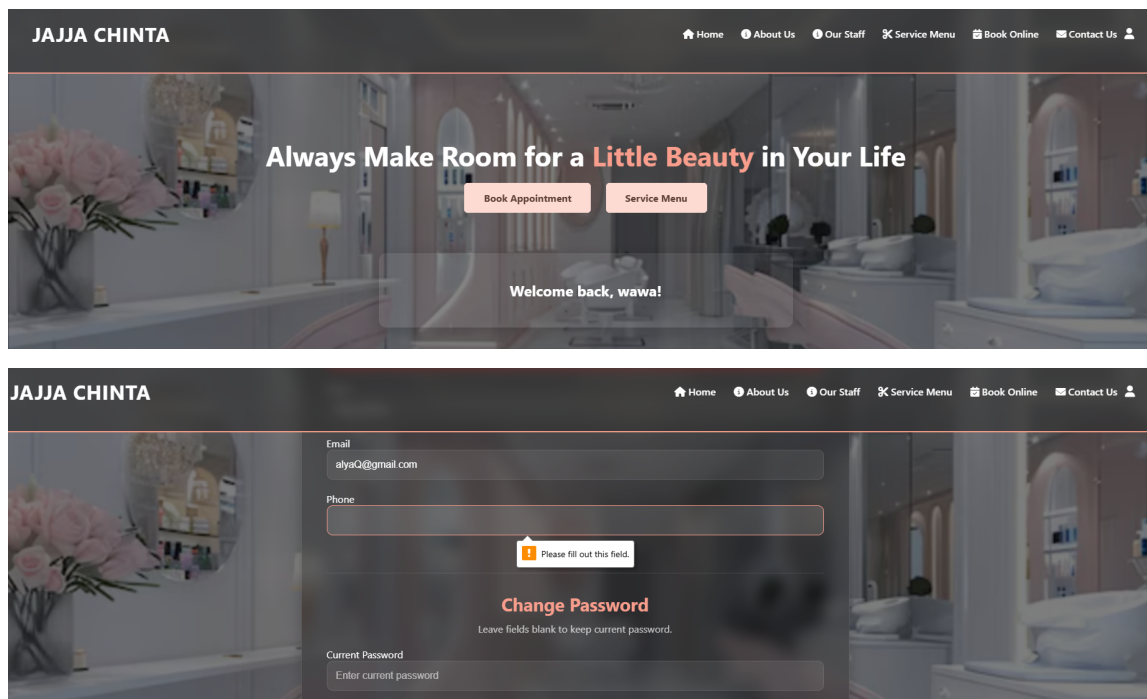 JAJJA CHINTA
Home About Us Our Staff Service Menu Book Online Contact Us
Always Make Room for a Little Beauty in Your Life
Book Appointment Service Menu
Welcome back, wawa!
JAJJA CHINTA
Home About Us Our Staff Service Menu Book Online Contact Us
Email
alyaQ@gmail.com
Phone
Please fill out this field.
Change Password
Leave fields blank to keep current password.
Current Password
Enter current password